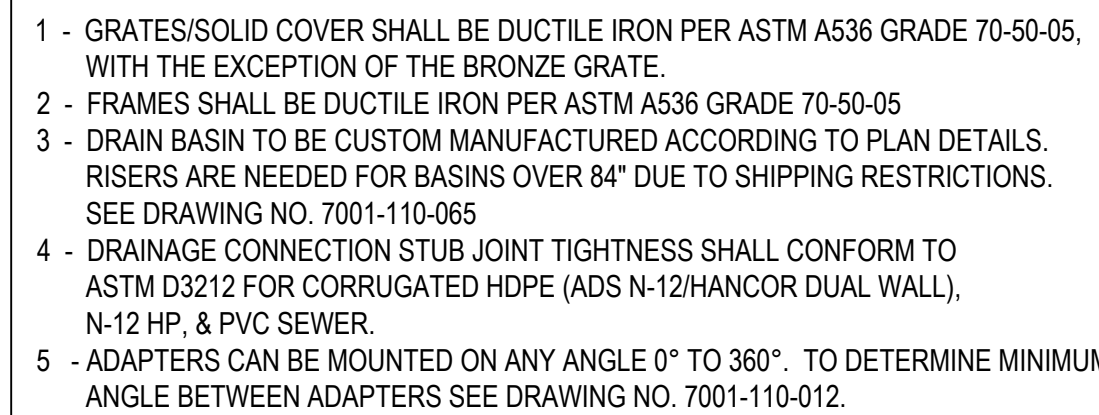 1 - GRATES/SOLID COVER SHALL BE DUCTILE IRON PER ASTM A536 GRADE 70-50-05,
WITH THE EXCEPTION OF THE BRONZE GRATE.
2 - FRAMES SHALL BE DUCTILE IRON PER ASTM A536 GRADE 70-50-05
3 - DRAIN BASIN TO BE CUSTOM MANUFACTURED ACCORDING TO PLAN DETAILS.
RISERS ARE NEEDED FOR BASINS OVER 84" DUE TO SHIPPING RESTRICTIONS.
SEE DRAWING NO. 7001-110-065
4 - DRAINAGE CONNECTION STUB JOINT TIGHTNESS SHALL CONFORM TO
ASTM D3212 FOR CORRUGATED HDPE (ADS N-12/HANCOR DUAL WALL),
N-12 HP, & PVC SEWER.
5 - ADAPTERS CAN BE MOUNTED ON ANY ANGLE 0° TO 360°. TO DETERMINE MINIMUM
ANGLE BETWEEN ADAPTERS SEE DRAWING NO. 7001-110-012.